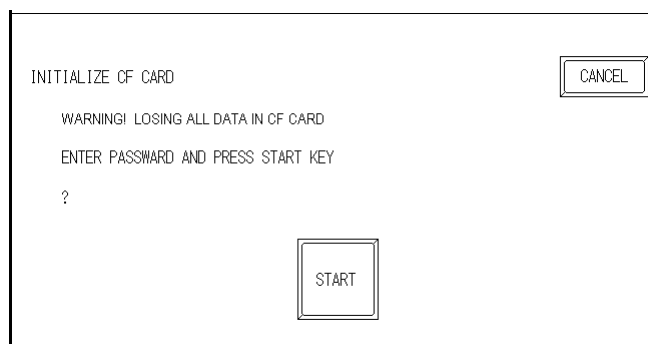 INITIALIZE CF CARD
CANCEL
WARNING! LOSING ALL DATA IN CF CARD
ENTER PASSWARD AND PRESS START KEY
?
START